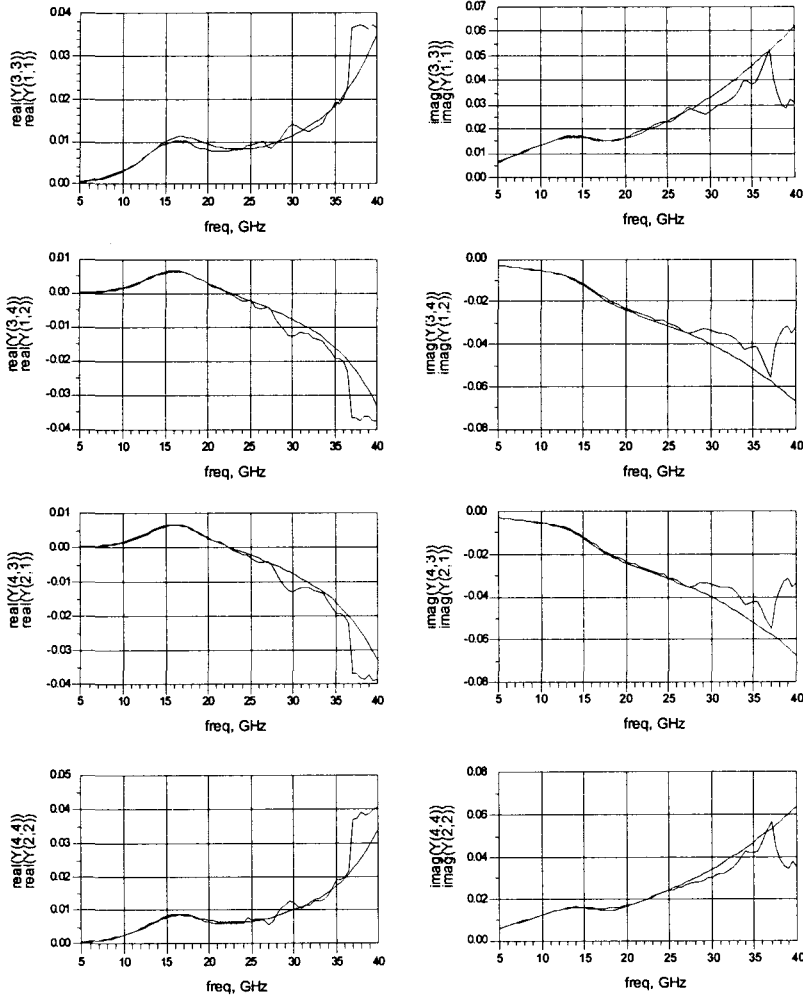 real(Y(3,3))
real(Y(1,1))
0.04
0.03
0.02
0.01
0.00
5 10 15 20 25 30 35 40
freq, GHz
imag(Y(3,3))
imag(Y(1,1))
0.07
0.06
0.05
0.04
0.03
0.02
0.01
0.00
5 10 15 20 25 30 35 40
freq, GHz
real(Y(3,4))
real(Y(1,2))
0.01
0.00
-0.01
-0.02
-0.03
-0.04
5 10 15 20 25 30 35 40
freq, GHz
imag(Y(3,4))
imag(Y(1,2))
0.00
-0.02
-0.04
-0.06
-0.08
5 10 15 20 25 30 35 40
freq, GHz
real(Y(4,3))
real(Y(2,1))
0.01
0.00
-0.01
-0.02
-0.03
-0.04
5 10 15 20 25 30 35 40
freq, GHz
imag(Y(4,3))
imag(Y(2,1))
0.00
-0.02
-0.04
-0.06
-0.08
5 10 15 20 25 30 35 40
freq, GHz
real(Y(4,4))
real(Y(2,2))
0.05
0.04
0.03
0.02
0.01
0.00
5 10 15 20 25 30 35 40
freq, GHz
imag(Y(4,4))
imag(Y(2,2))
0.08
0.06
0.04
0.02
0.00
5 10 15 20 25 30 35 40
freq, GHz